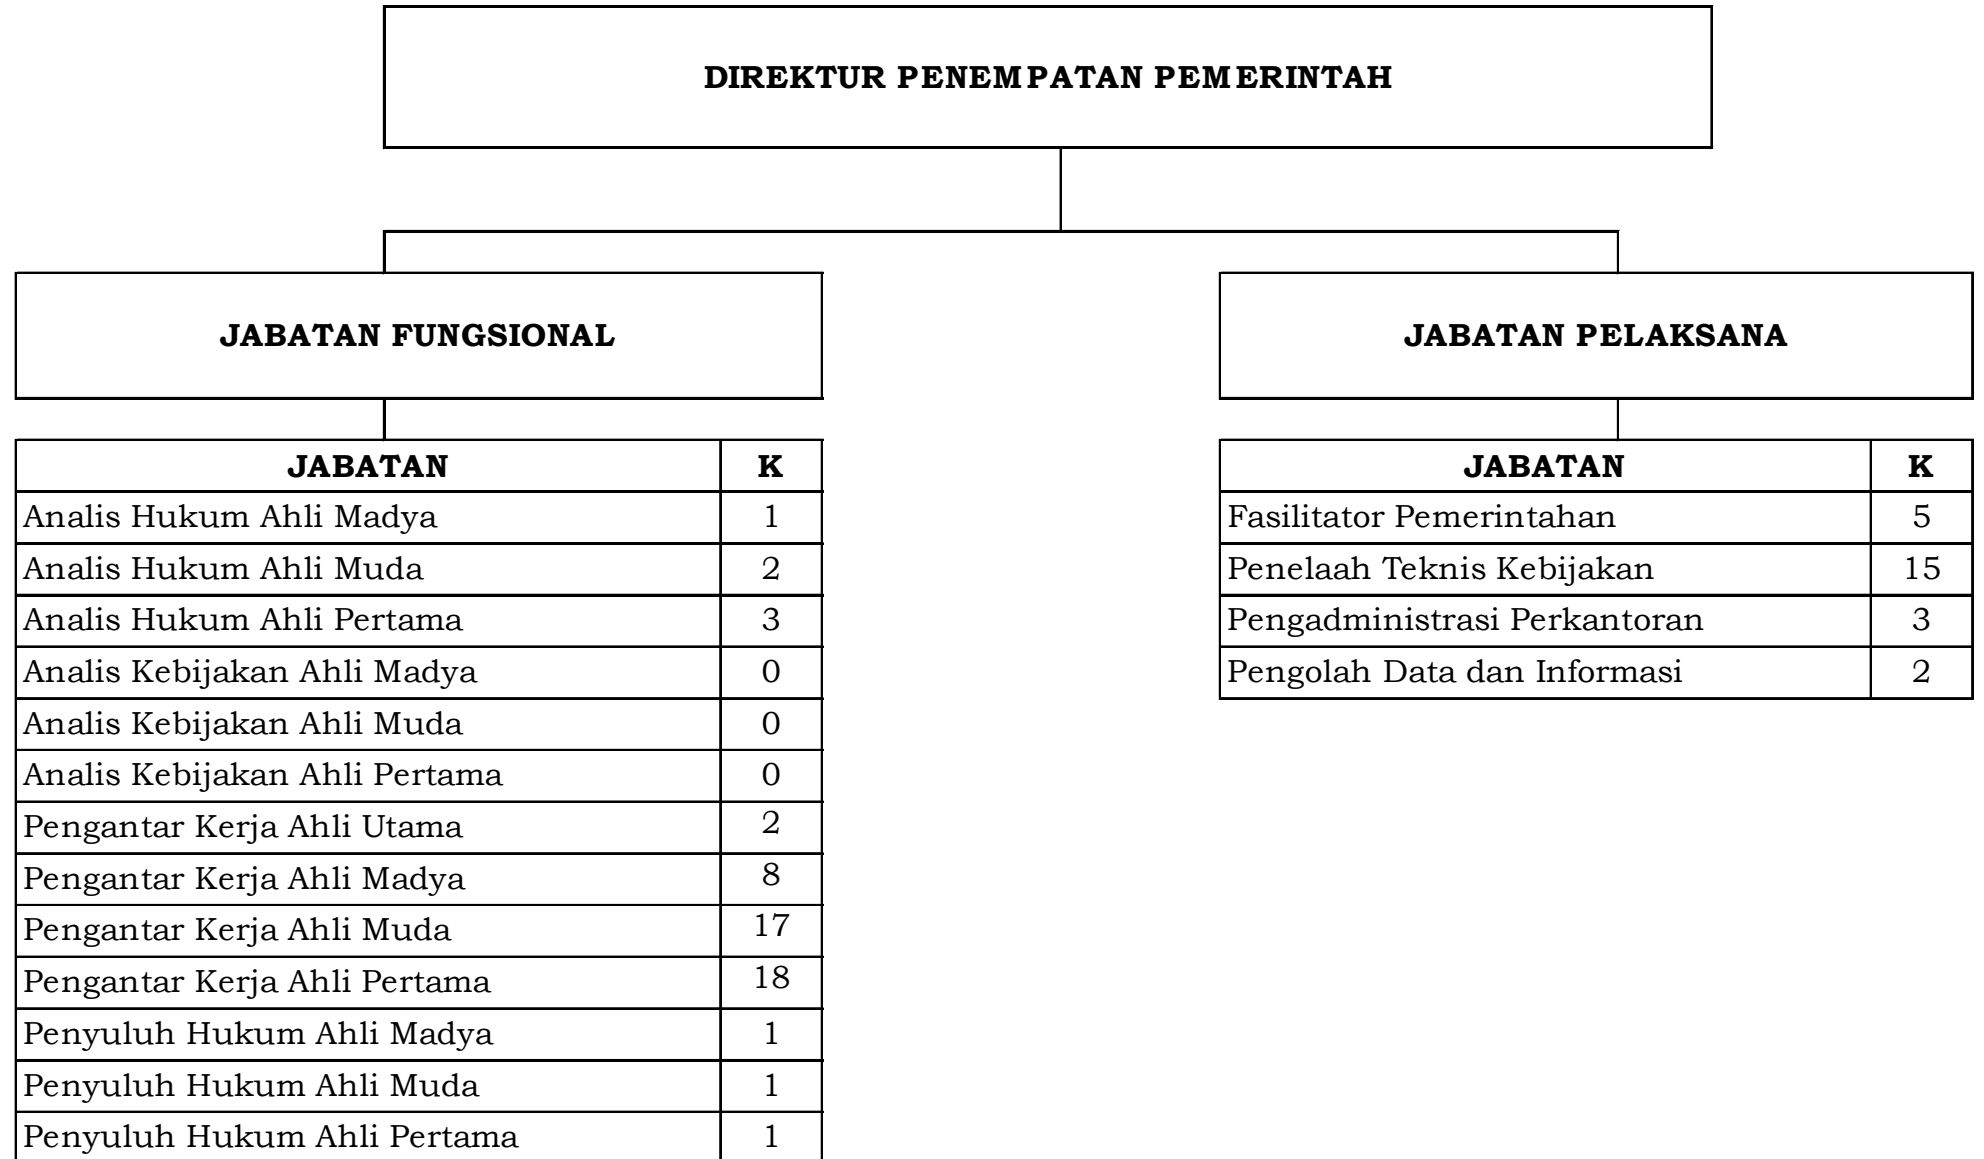 DIREKTUR PENEMPATAN PEMERINTAH
JABATAN FUNGSIONAL
JABATAN K
Analis Hukum Ahli Madya 1
Analis Hukum Ahli Muda 2
Analis Hukum Ahli Pertama 3
Analis Kebijakan Ahli Madya 0
Analis Kebijakan Ahli Muda 0
Analis Kebijakan Ahli Pertama 0
Pengantar Kerja Ahli Utama 2
Pengantar Kerja Ahli Madya 8
Pengantar Kerja Ahli Muda 17
Pengantar Kerja Ahli Pertama 18
Penyuluh Hukum Ahli Madya 1
Penyuluh Hukum Ahli Muda 1
Penyuluh Hukum Ahli Pertama 1
JABATAN PELAKSANA
JABATAN K
Fasilitator Pemerintahan 5
Penelaah Teknis Kebijakan 15
Pengadministrasi Perkantoran 3
Pengolah Data dan Informasi 2